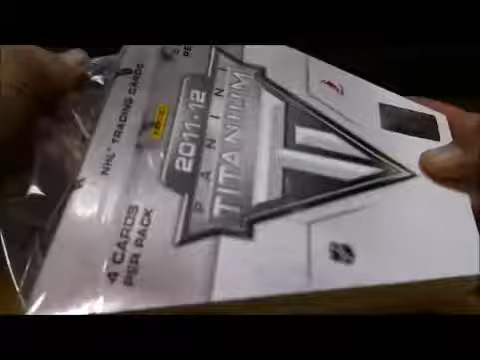 2011-12
PANINI
TITANIUM
NHL® TRADING CARDS
4 CARDS
PER PACK